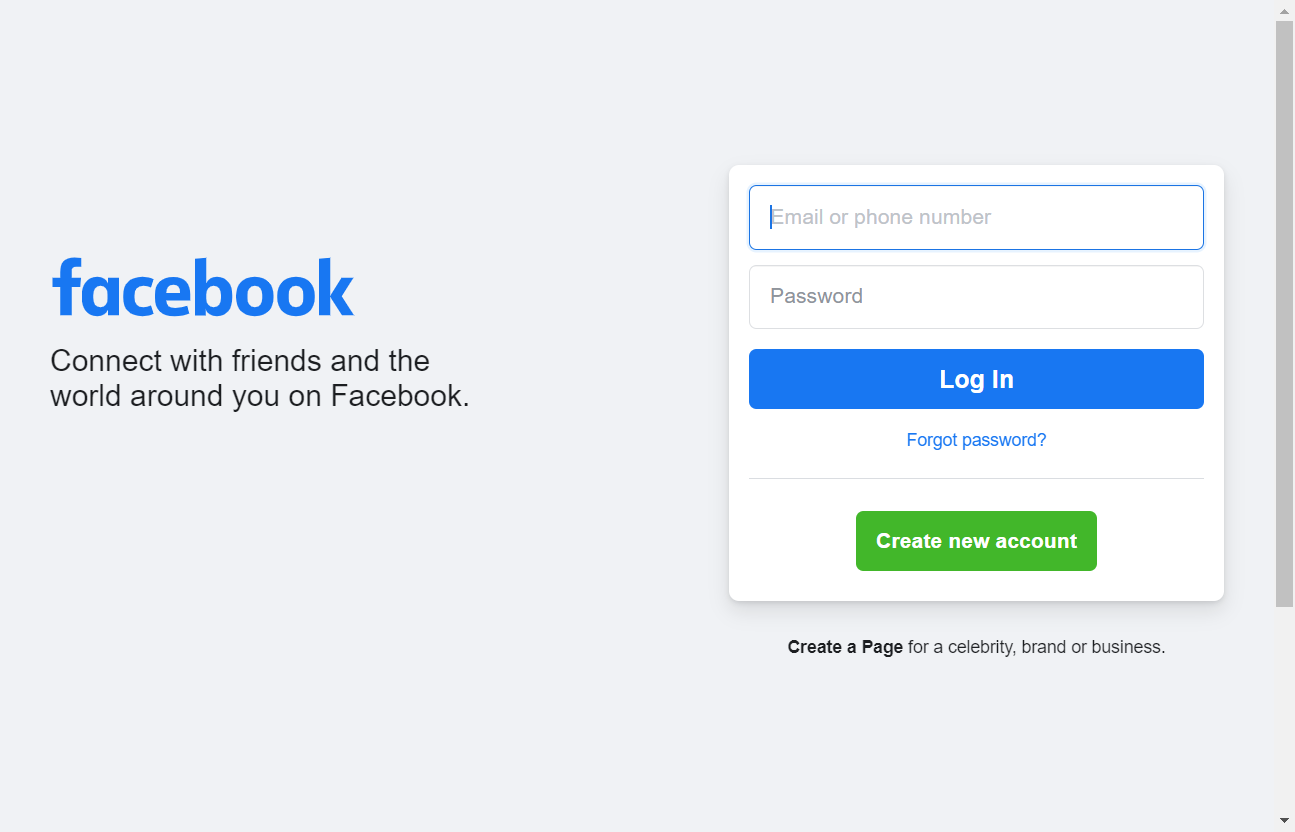 facebook
Connect with friends and the
world around you on Facebook.
Email or phone number
Password
Log In
Forgot password?
Create new account
Create a Page for a celebrity, brand or business.